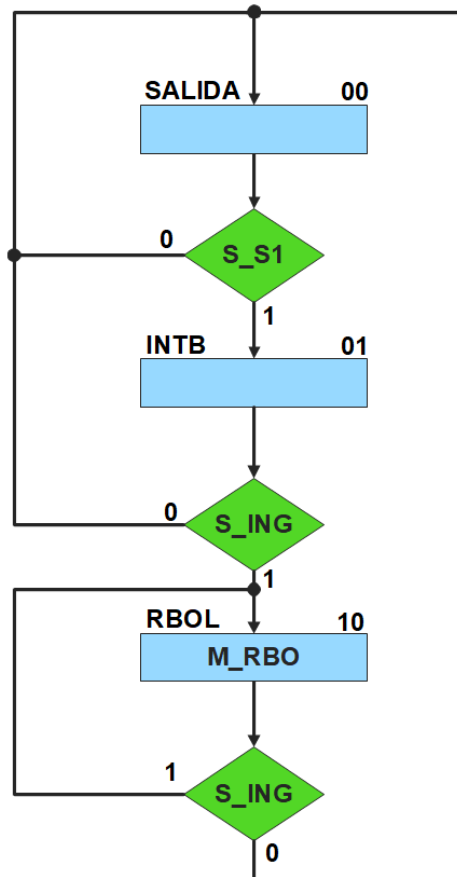 SALIDA 00
0 S_S1
1
INTB 01
0 S_ING
1
RBOL 10
M_RBO
1 S_ING
0